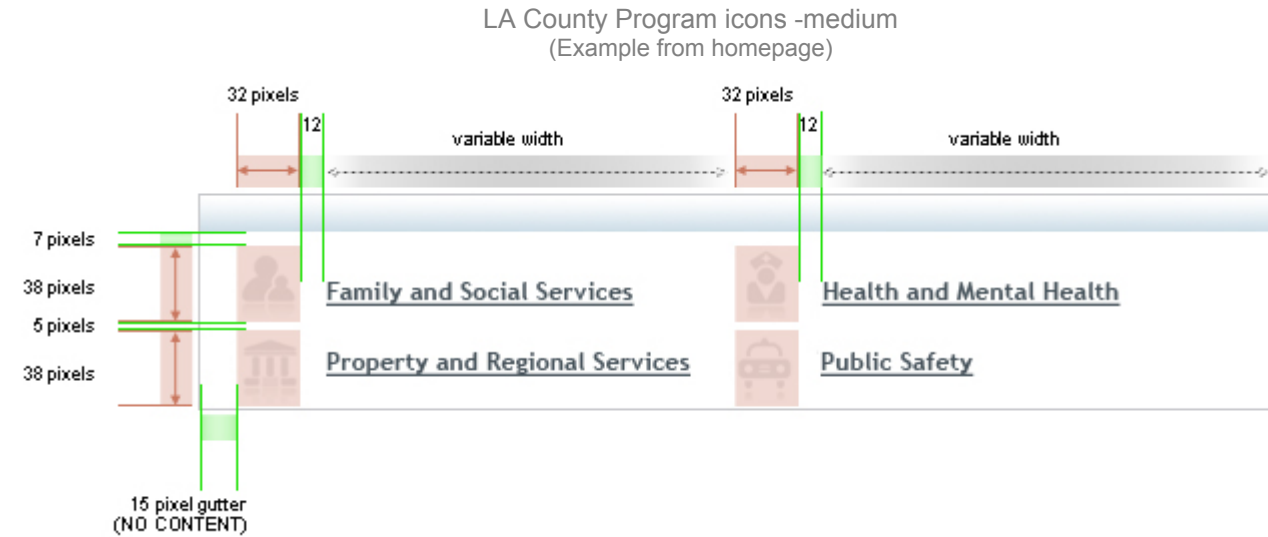 LA County Program icons -medium
(Example from homepage)
32 pixels
32 pixels
12
12
variable width
variable width
7 pixels
38 pixels
Family and Social Services
Health and Mental Health
5 pixels
Property and Regional Services
Public Safety
38 pixels
15 pixel gutter
(NO CONTENT)